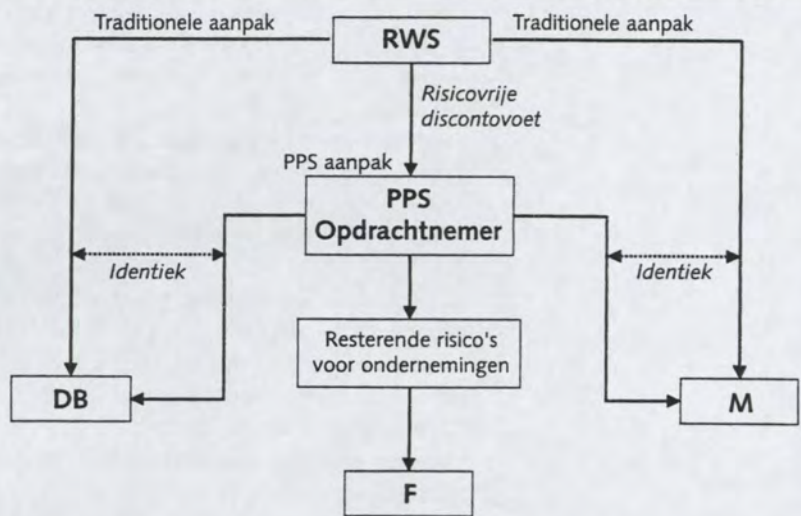 Traditionele aanpak
RWS
Traditionele aanpak
Risicovrije
discontovoet
PPS aanpak
PPS
Opdrachtnemer
Identiek
Identiek
Resterende risico's
voor ondernemingen
DB
M
F